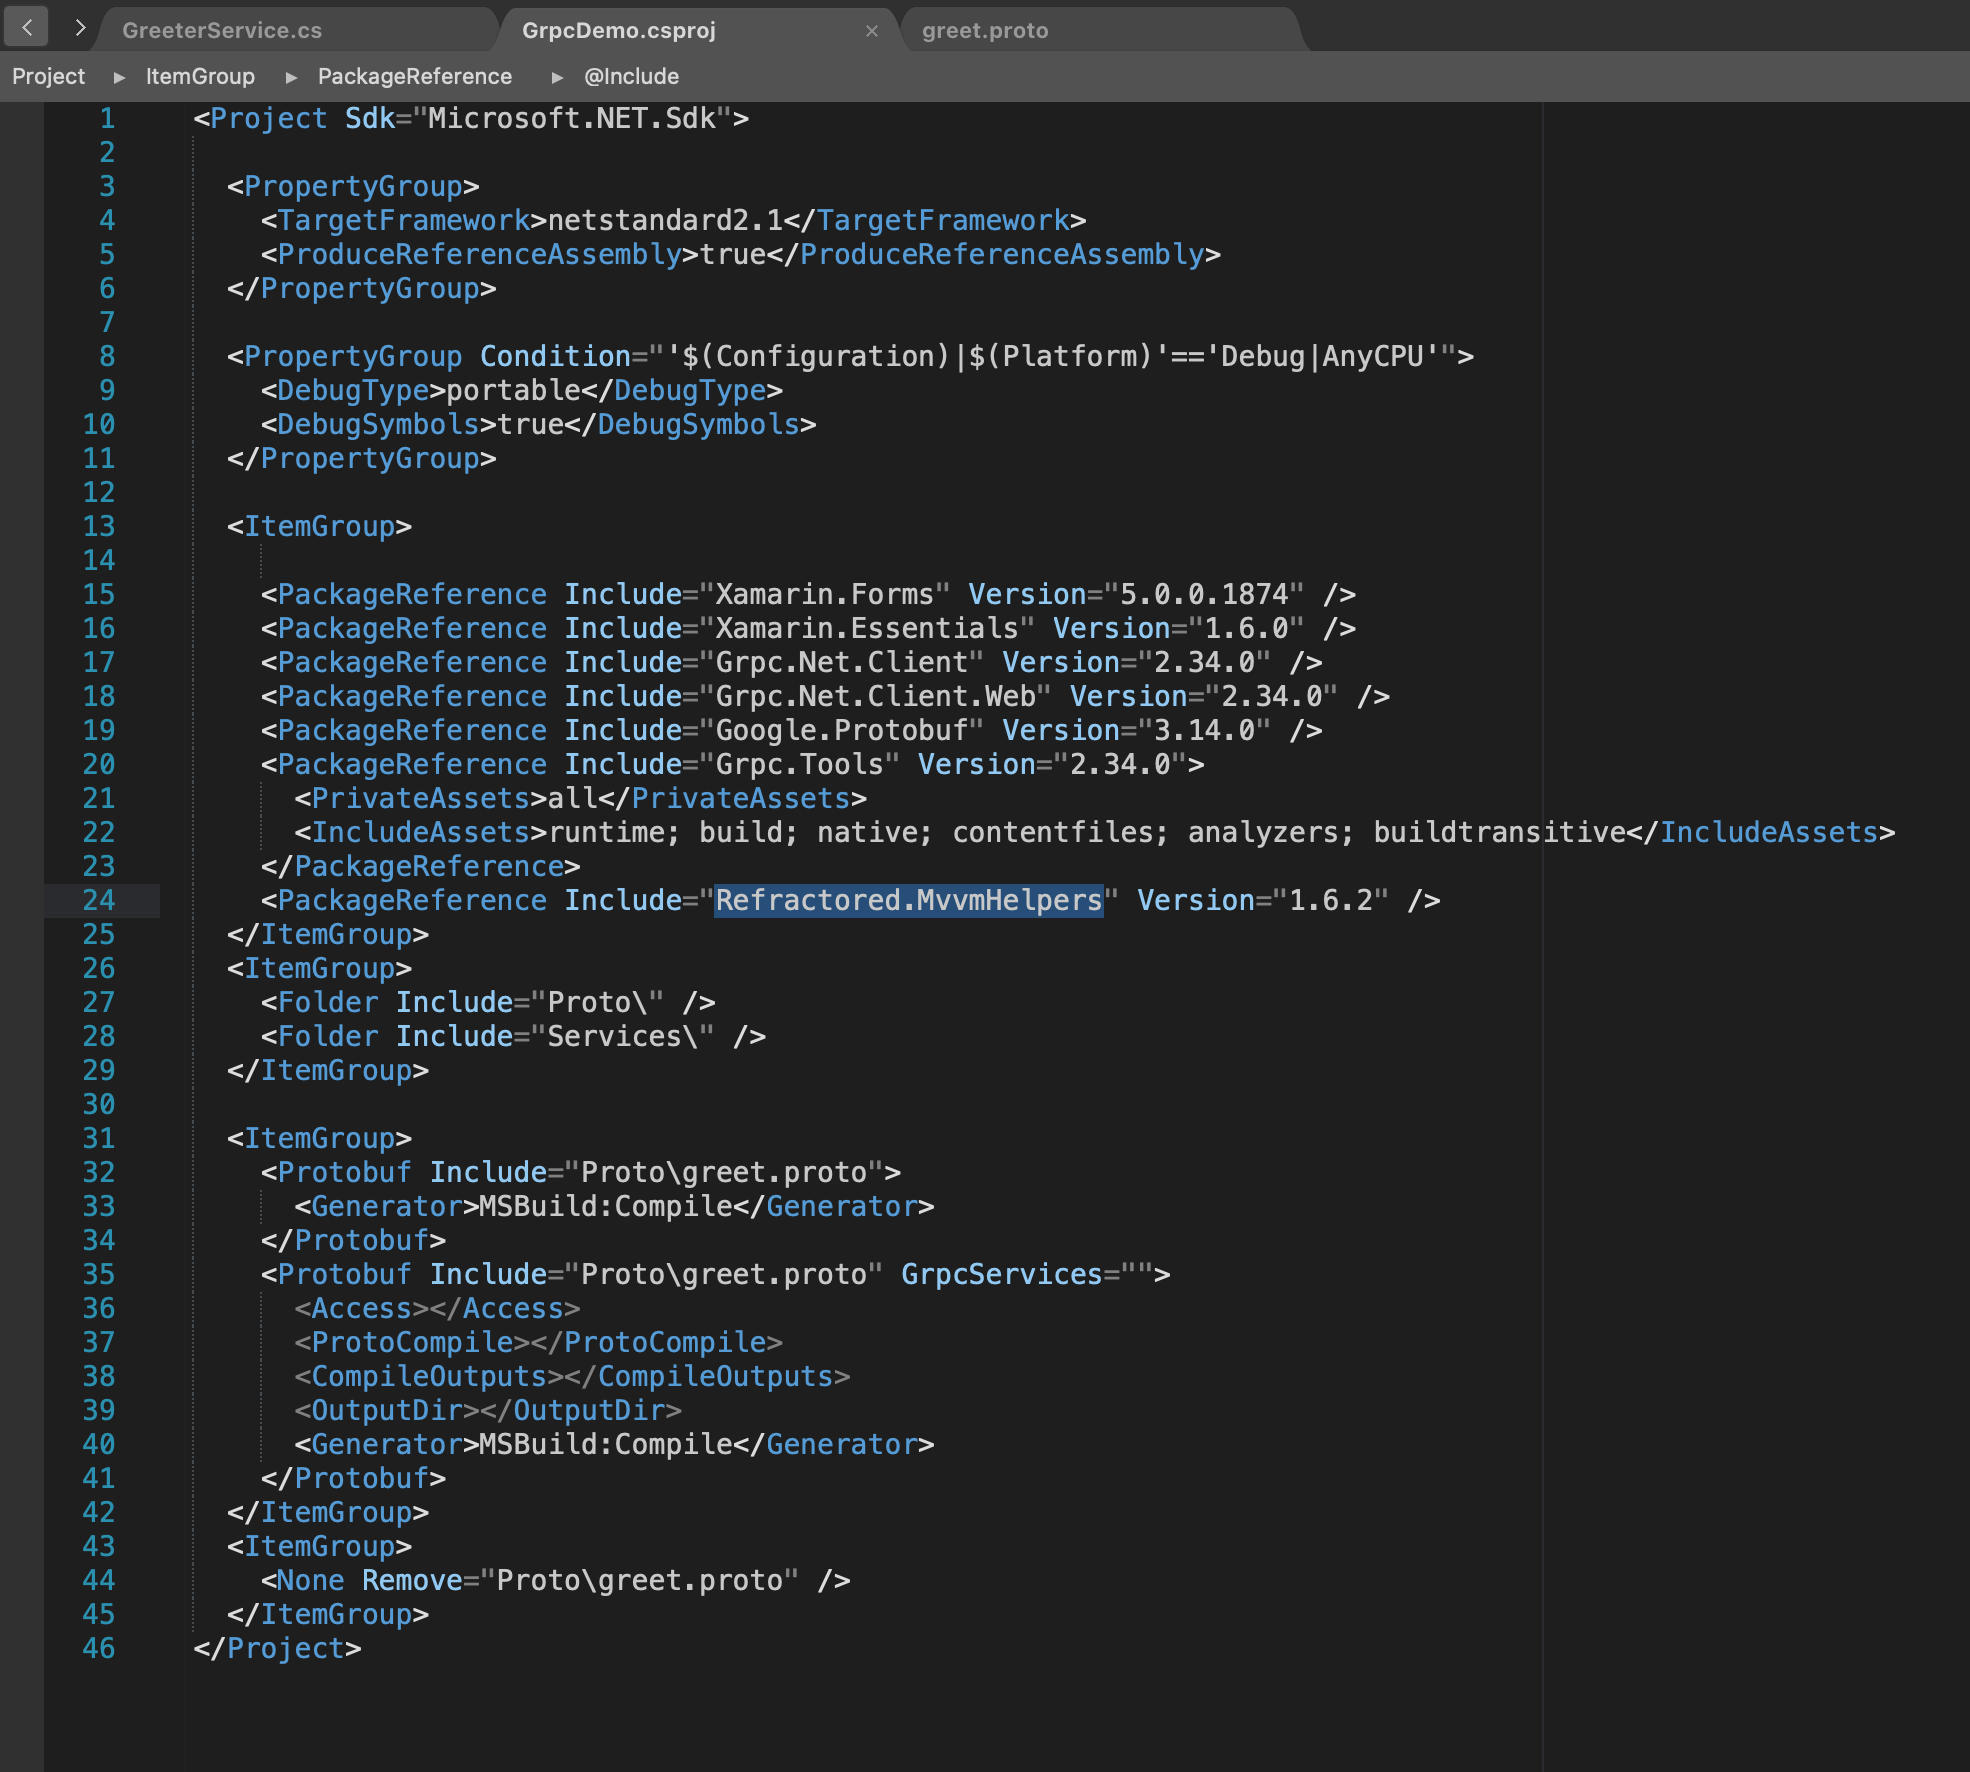 GreeterService.cs GrpcDemo.csproj × greet.proto
Project ▸ ItemGroup ▸ PackageReference ▸ @Include
1 <Project Sdk="Microsoft.NET.Sdk">
2
3 <PropertyGroup>
4 <TargetFramework>netstandard2.1</TargetFramework>
5 <ProduceReferenceAssembly>true</ProduceReferenceAssembly>
6 </PropertyGroup>
7
8 <PropertyGroup Condition="'$(Configuration)|$(Platform)'=='Debug|AnyCPU'">
9 <DebugType>portable</DebugType>
10 <DebugSymbols>true</DebugSymbols>
11 </PropertyGroup>
12
13 <ItemGroup>
14
15 <PackageReference Include="Xamarin.Forms" Version="5.0.0.1874" />
16 <PackageReference Include="Xamarin.Essentials" Version="1.6.0" />
17 <PackageReference Include="Grpc.Net.Client" Version="2.34.0" />
18 <PackageReference Include="Grpc.Net.Client.Web" Version="2.34.0" />
19 <PackageReference Include="Google.Protobuf" Version="3.14.0" />
20 <PackageReference Include="Grpc.Tools" Version="2.34.0">
21 <PrivateAssets>all</PrivateAssets>
22 <IncludeAssets>runtime; build; native; contentfiles; analyzers; buildtransitive</IncludeAssets>
23 </PackageReference>
24 <PackageReference Include="Refractored.MvvmHelpers" Version="1.6.2" />
25 </ItemGroup>
26 <ItemGroup>
27 <Folder Include="Proto\" />
28 <Folder Include="Services\" />
29 </ItemGroup>
30
31 <ItemGroup>
32 <Protobuf Include="Proto\greet.proto">
33 <Generator>MSBuild:Compile</Generator>
34 </Protobuf>
35 <Protobuf Include="Proto\greet.proto" GrpcServices="">
36 <Access></Access>
37 <ProtoCompile></ProtoCompile>
38 <CompileOutputs></CompileOutputs>
39 <OutputDir></OutputDir>
40 <Generator>MSBuild:Compile</Generator>
41 </Protobuf>
42 </ItemGroup>
43 <ItemGroup>
44 <None Remove="Proto\greet.proto" />
45 </ItemGroup>
46 </Project>